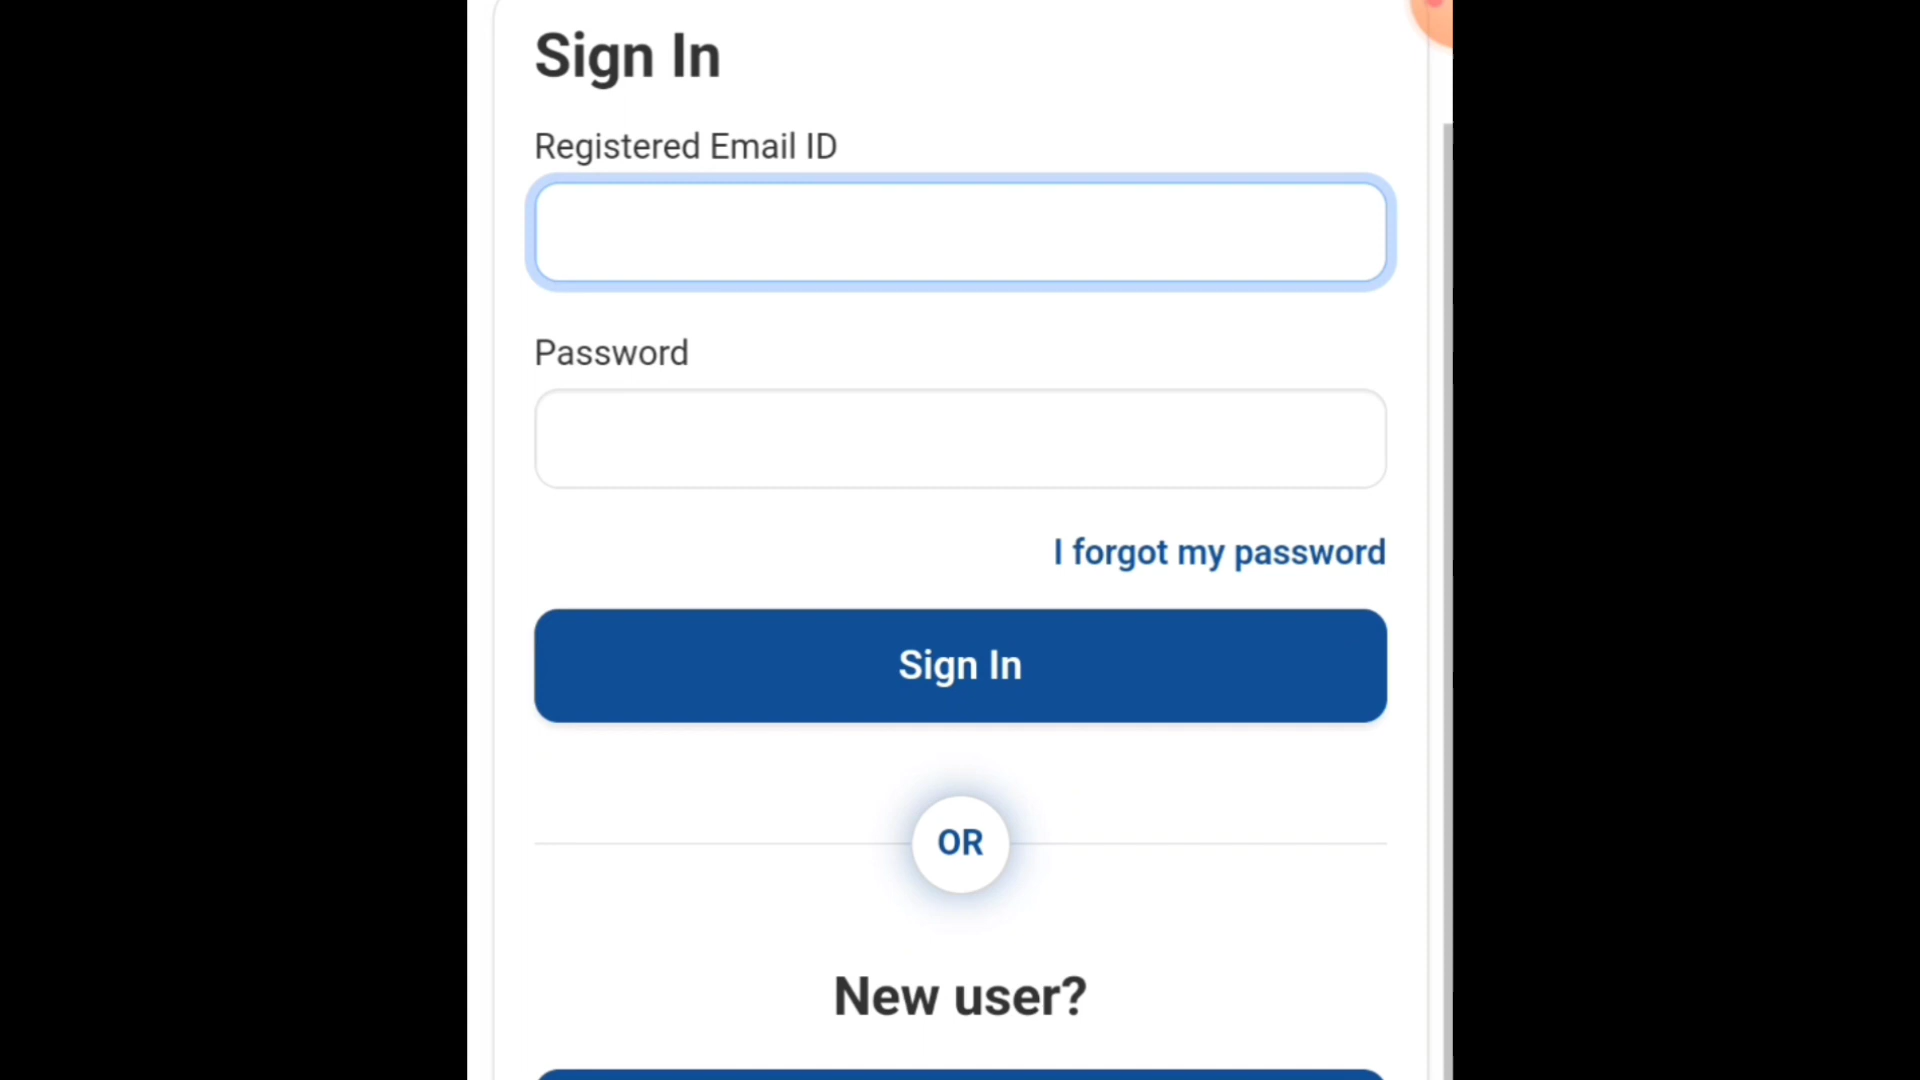 Sign In
Registered Email ID
Password
I forgot my password
Sign In
OR
New user?